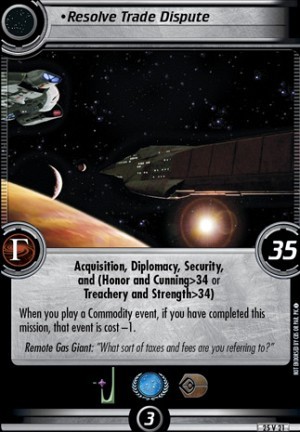 •Resolve Trade Dispute
Γ
35
Acquisition, Diplomacy, Security,
and (Honor and Cunning>34 or
Treachery and Strength>34)
When you play a Commodity event, if you have completed this
mission, that event is cost –1.
Remote Gas Giant: "What sort of taxes and fees are you referring to?"
3